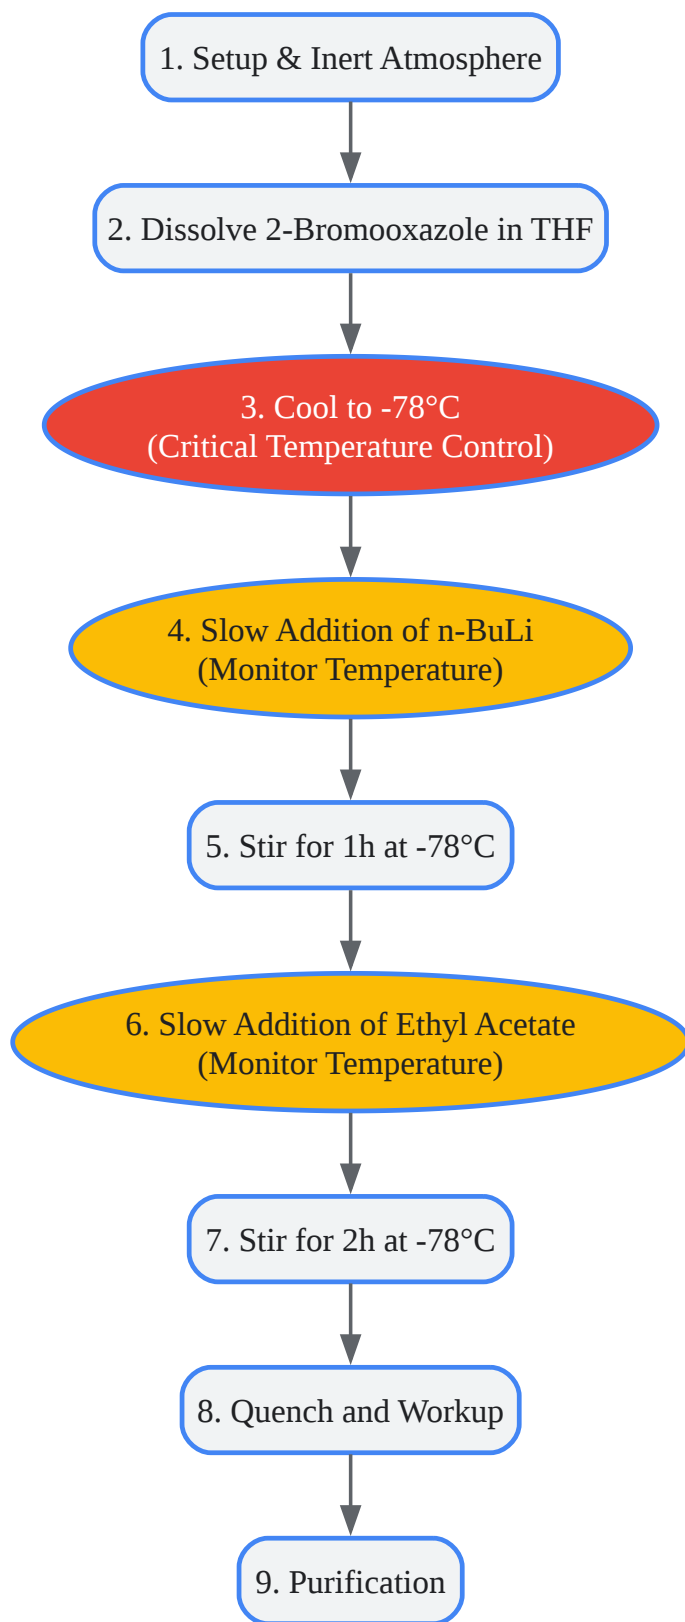 1. Setup & Inert Atmosphere
2. Dissolve 2-Bromooxazole in THF
3. Cool to -78°C
(Critical Temperature Control)
4. Slow Addition of n-BuLi
(Monitor Temperature)
5. Stir for 1h at -78°C
6. Slow Addition of Ethyl Acetate
(Monitor Temperature)
7. Stir for 2h at -78°C
8. Quench and Workup
9. Purification